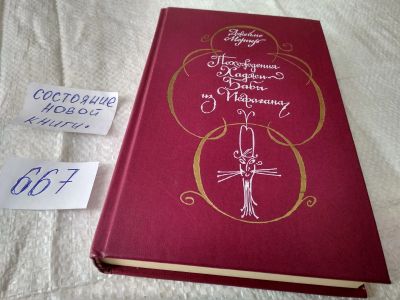 СОСТОЯНИЕ
НОВОЙ
КНИГИ.
667
Джеймс
Мориер
Похождения
Хаджи-
Бабы
из Исфагана